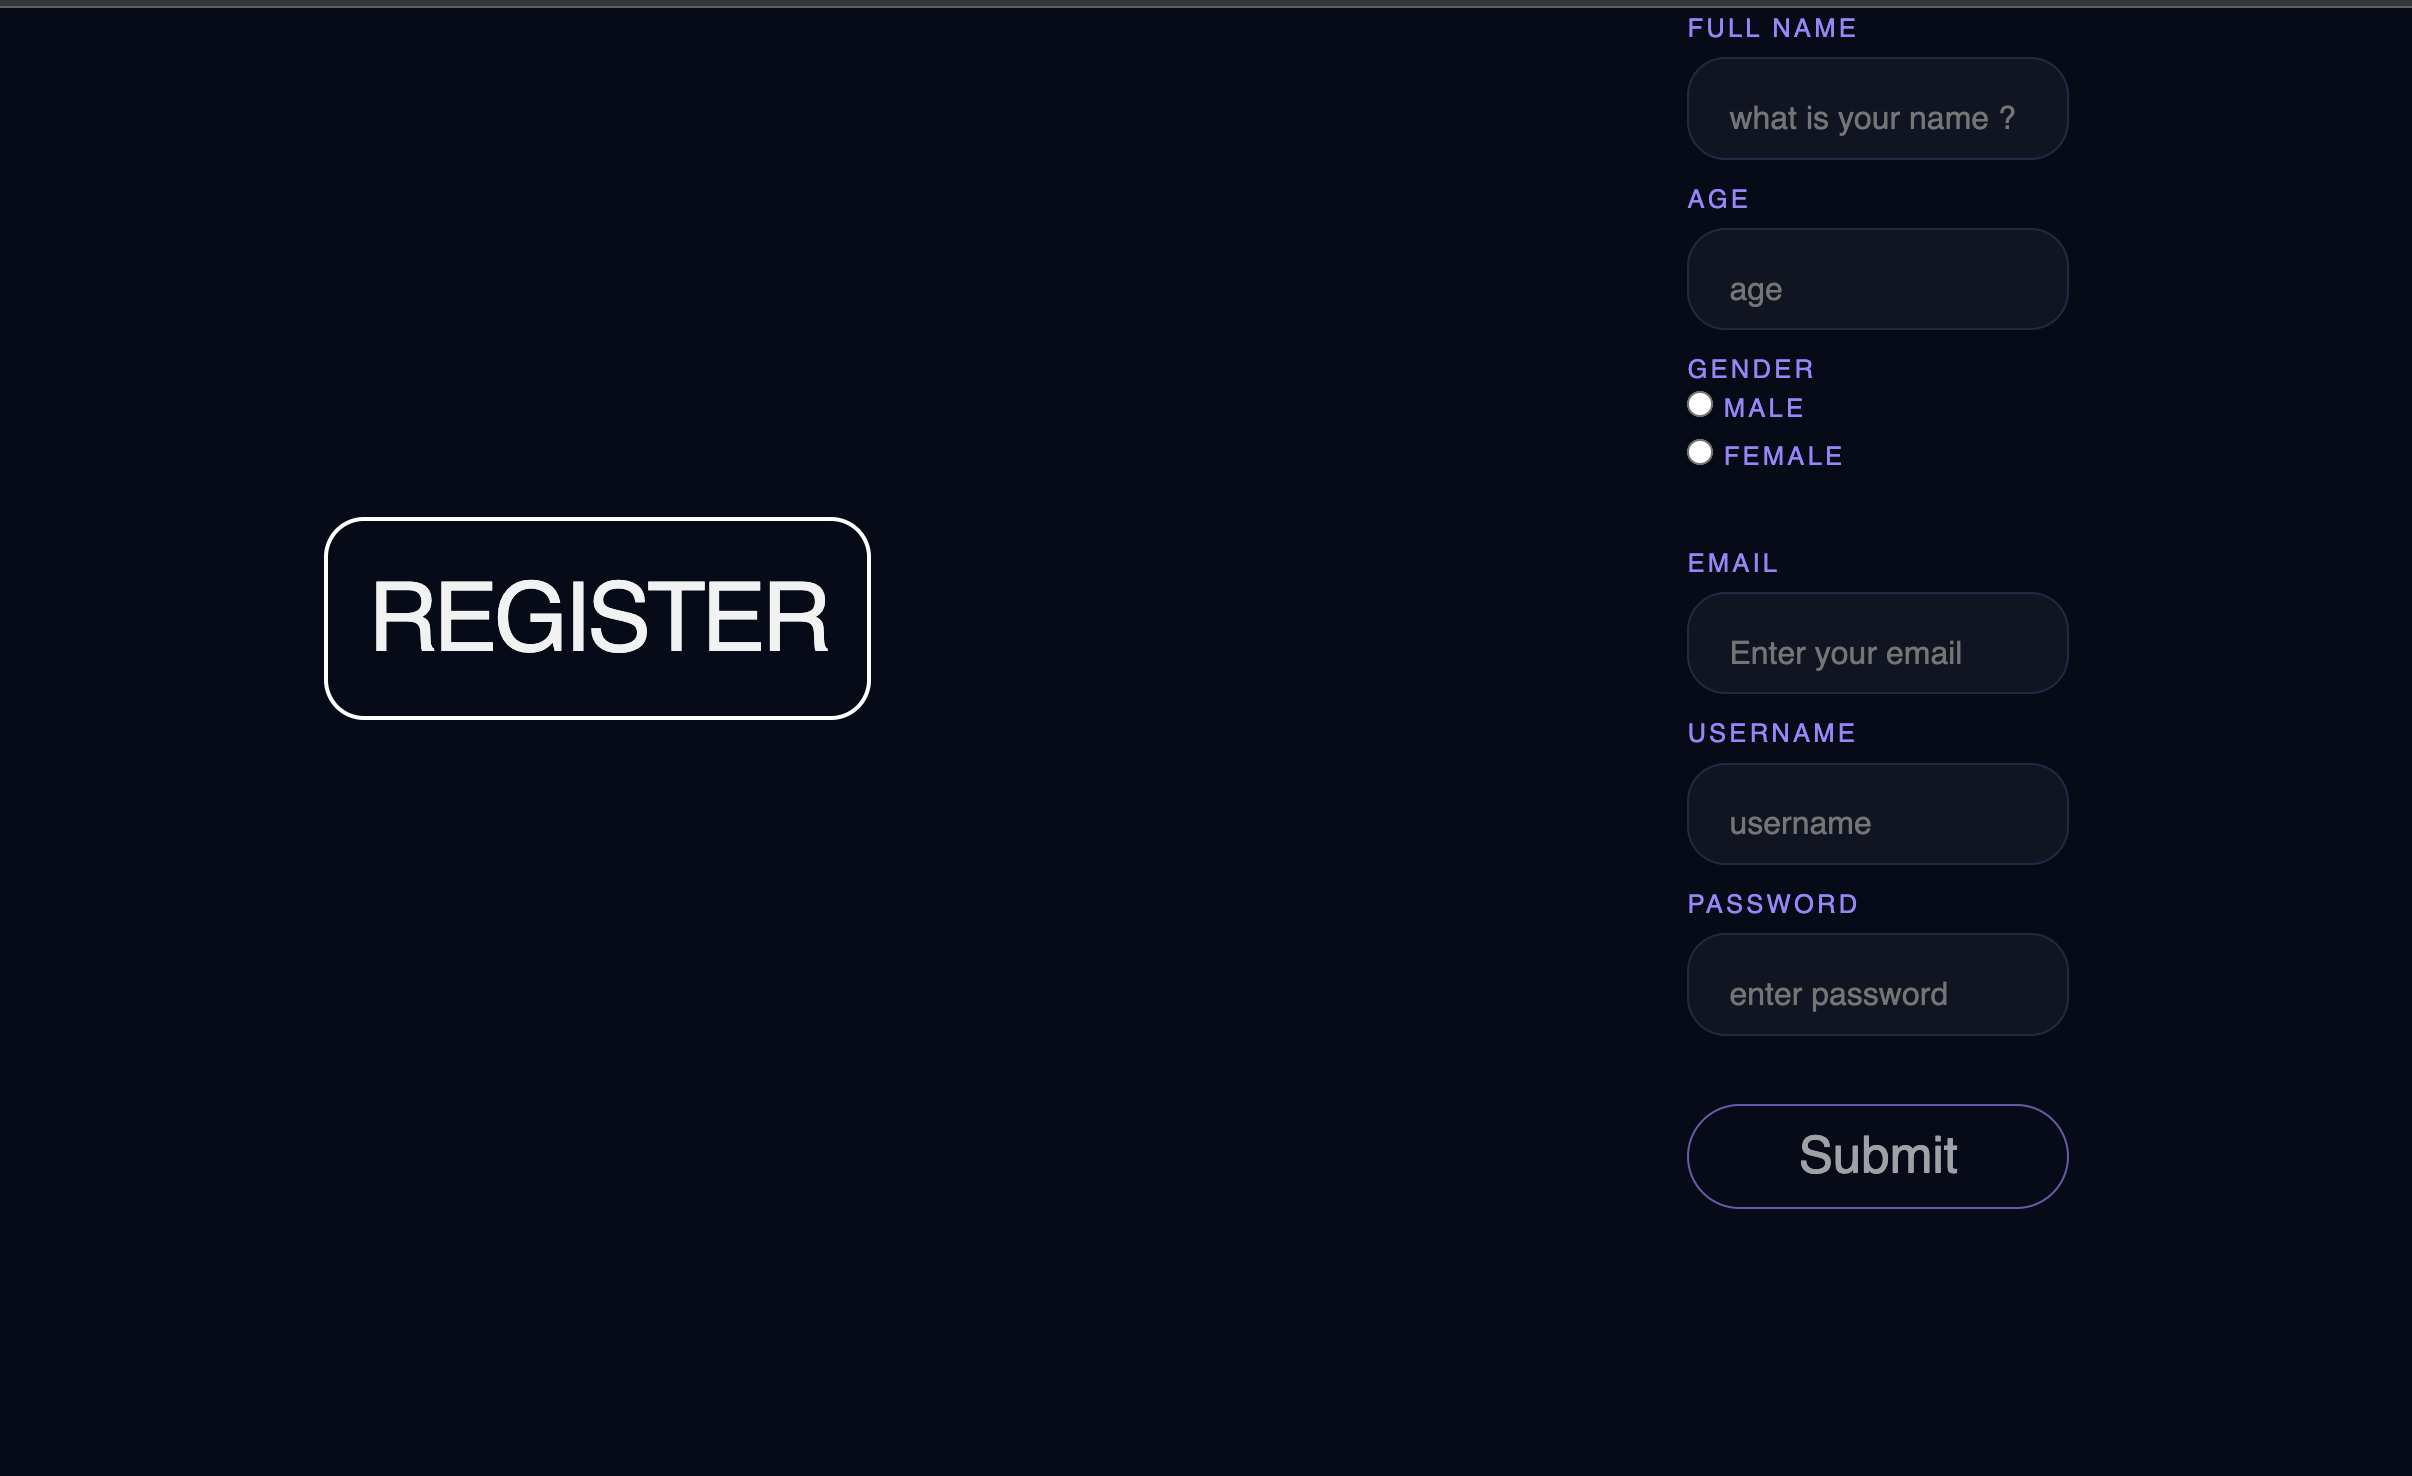 REGISTER
FULL NAME
what is your name ?
AGE
age
GENDER
MALE
FEMALE
EMAIL
Enter your email
USERNAME
username
PASSWORD
enter password
Submit